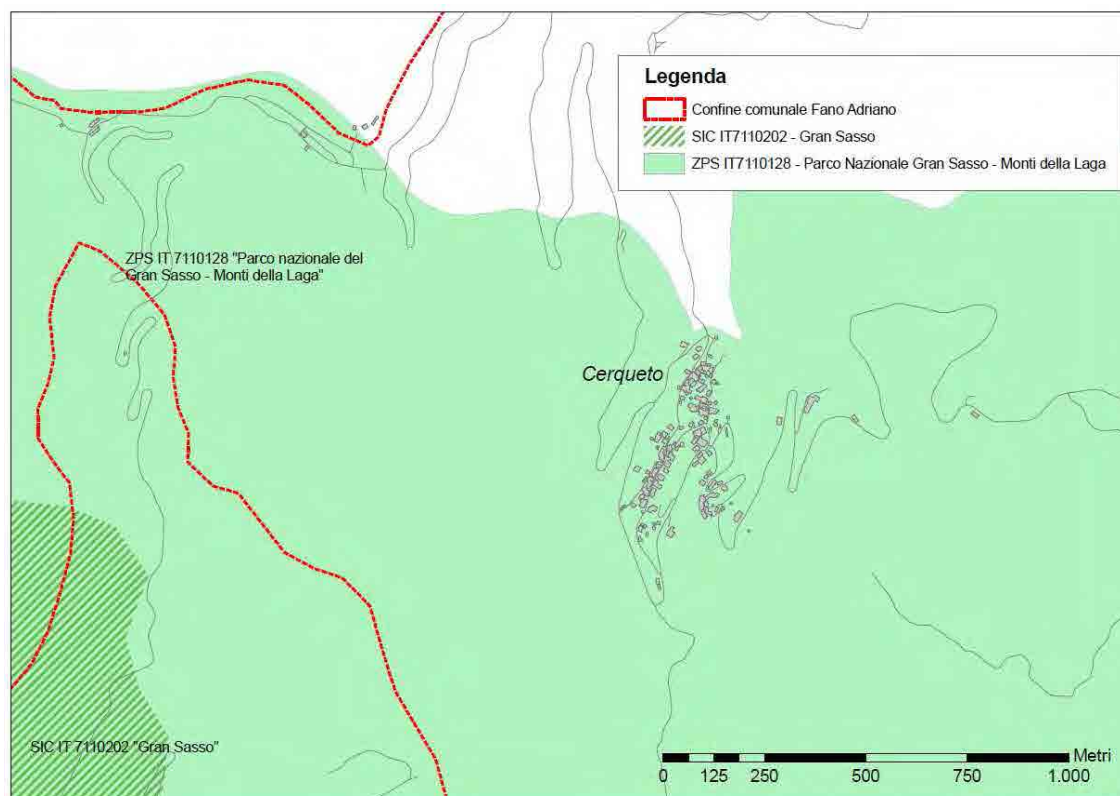 Legenda
Confine comunale Fano Adriano
SIC IT7110202 - Gran Sasso
ZPS IT7110128 - Parco Nazionale Gran Sasso - Monti della Laga
ZPS IT 7110128 "Parco nazionale del
Gran Sasso - Monti della Laga"
Cerqueto
SIC IT 7110202 "Gran Sasso"
Metri
0 125 250 500 750 1.000